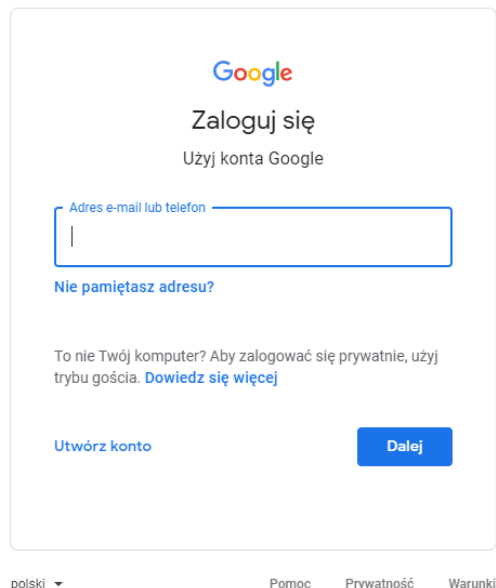 Google
Zaloguj się
Użyj konta Google
Adres e-mail lub telefon
Nie pamiętasz adresu?
To nie Twój komputer? Aby zalogować się prywatnie, użyj
trybu gościa. Dowiedz się więcej
Utwórz konto Dalej
polski Pomoc Prywatność Warunki